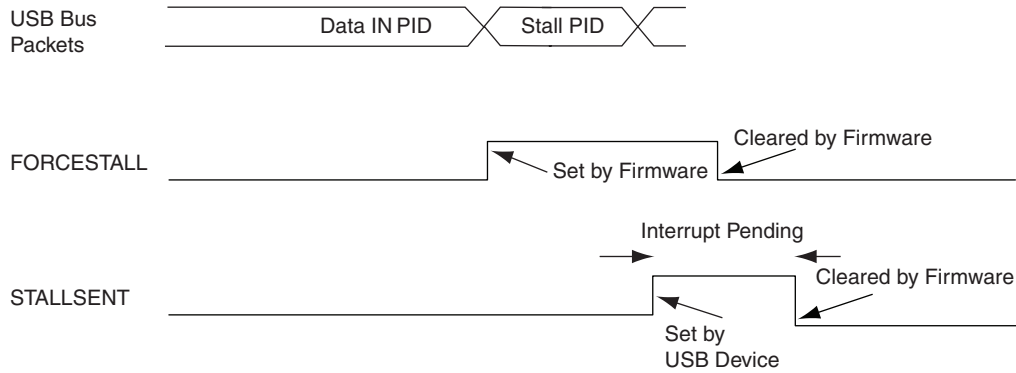 USB Bus
Packets
Data IN PID
Stall PID
FORCESTALL
Set by Firmware
Cleared by Firmware
Interrupt Pending
STALLSENT
Cleared by Firmware
Set by
USB Device